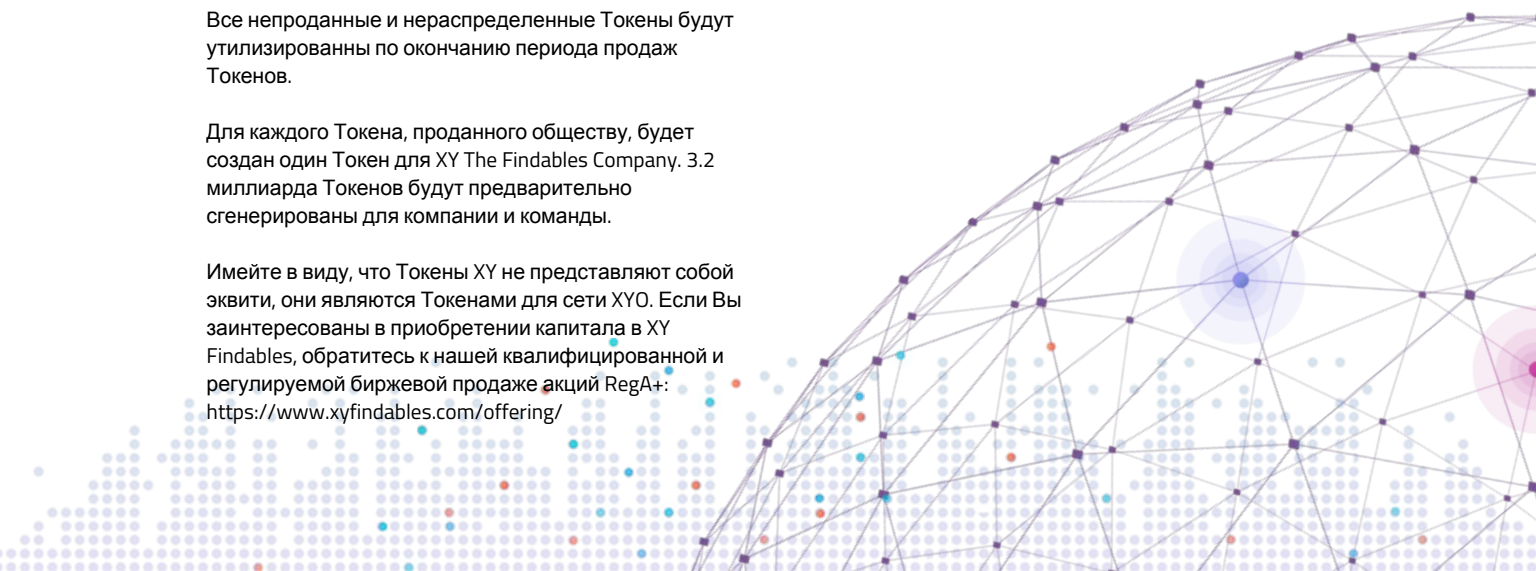 Все непроданные и нераспределенные Токены будут
утилизированны по окончанию периода продаж
Токенов.
Для каждого Токена, проданного обществу, будет
создан один Токен для XY The Findables Company. 3.2
миллиарда Токенов будут предварительно
сгенерированы для компании и команды.
Имейте в виду, что Токены XY не представляют собой
эквити, они являются Токенами для сети XYO. Если Вы
заинтересованы в приобретении капитала в XY
Findables, обратитесь к нашей квалифицированной и
регулируемой биржевой продаже акций RegA+:
https://www.xyfindables.com/offering/